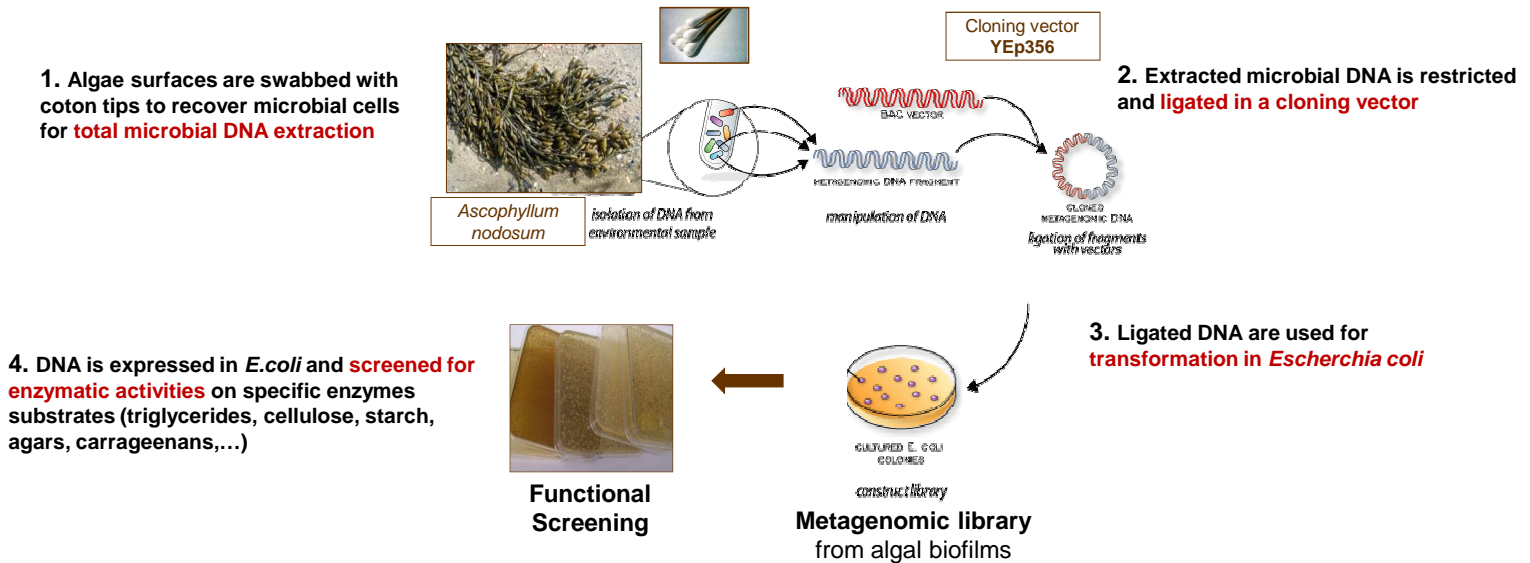 1. Algae surfaces are swabbed with
coton tips to recover microbial cells
for total microbial DNA extraction
Cloning vector
YEp356
2. Extracted microbial DNA is restricted
and ligated in a cloning vector
BAC VECTOR
METAGENOMIC DNA FRAGMENT
CLONED
METAGENOMIC DNA
Ascophyllum
nodosum
isolation of DNA from
environmental sample
manipulation of DNA
ligation of fragments
with vectors
3. Ligated DNA are used for
transformation in Escherchia coli
4. DNA is expressed in E.coli and screened for
enzymatic activities on specific enzymes
substrates (triglycerides, cellulose, starch,
agars, carrageenans,…)
CULTURED E. COLI
COLONIES
construct library
Functional
Screening
Metagenomic library
from algal biofilms